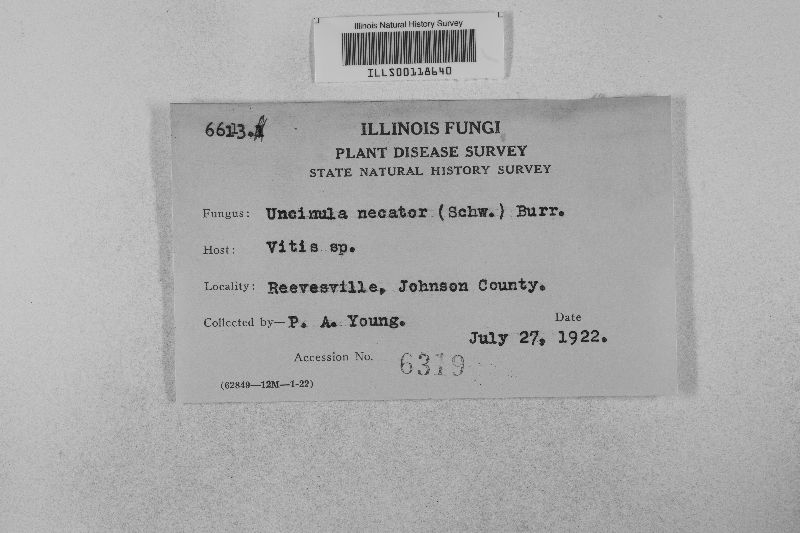 Illinois Natural History Survey
ILLS00118640
6613.
ILLINOIS FUNGI
PLANT DISEASE SURVEY
STATE NATURAL HISTORY SURVEY
Fungus: Uncinula necator (Schw.) Burr.
Host: Vitis sp.
Locality: Reevesville, Johnson County.
Collected by—P. A. Young.
Date
July 27, 1922.
Accession No. 6319
(62849—12M—1-22)